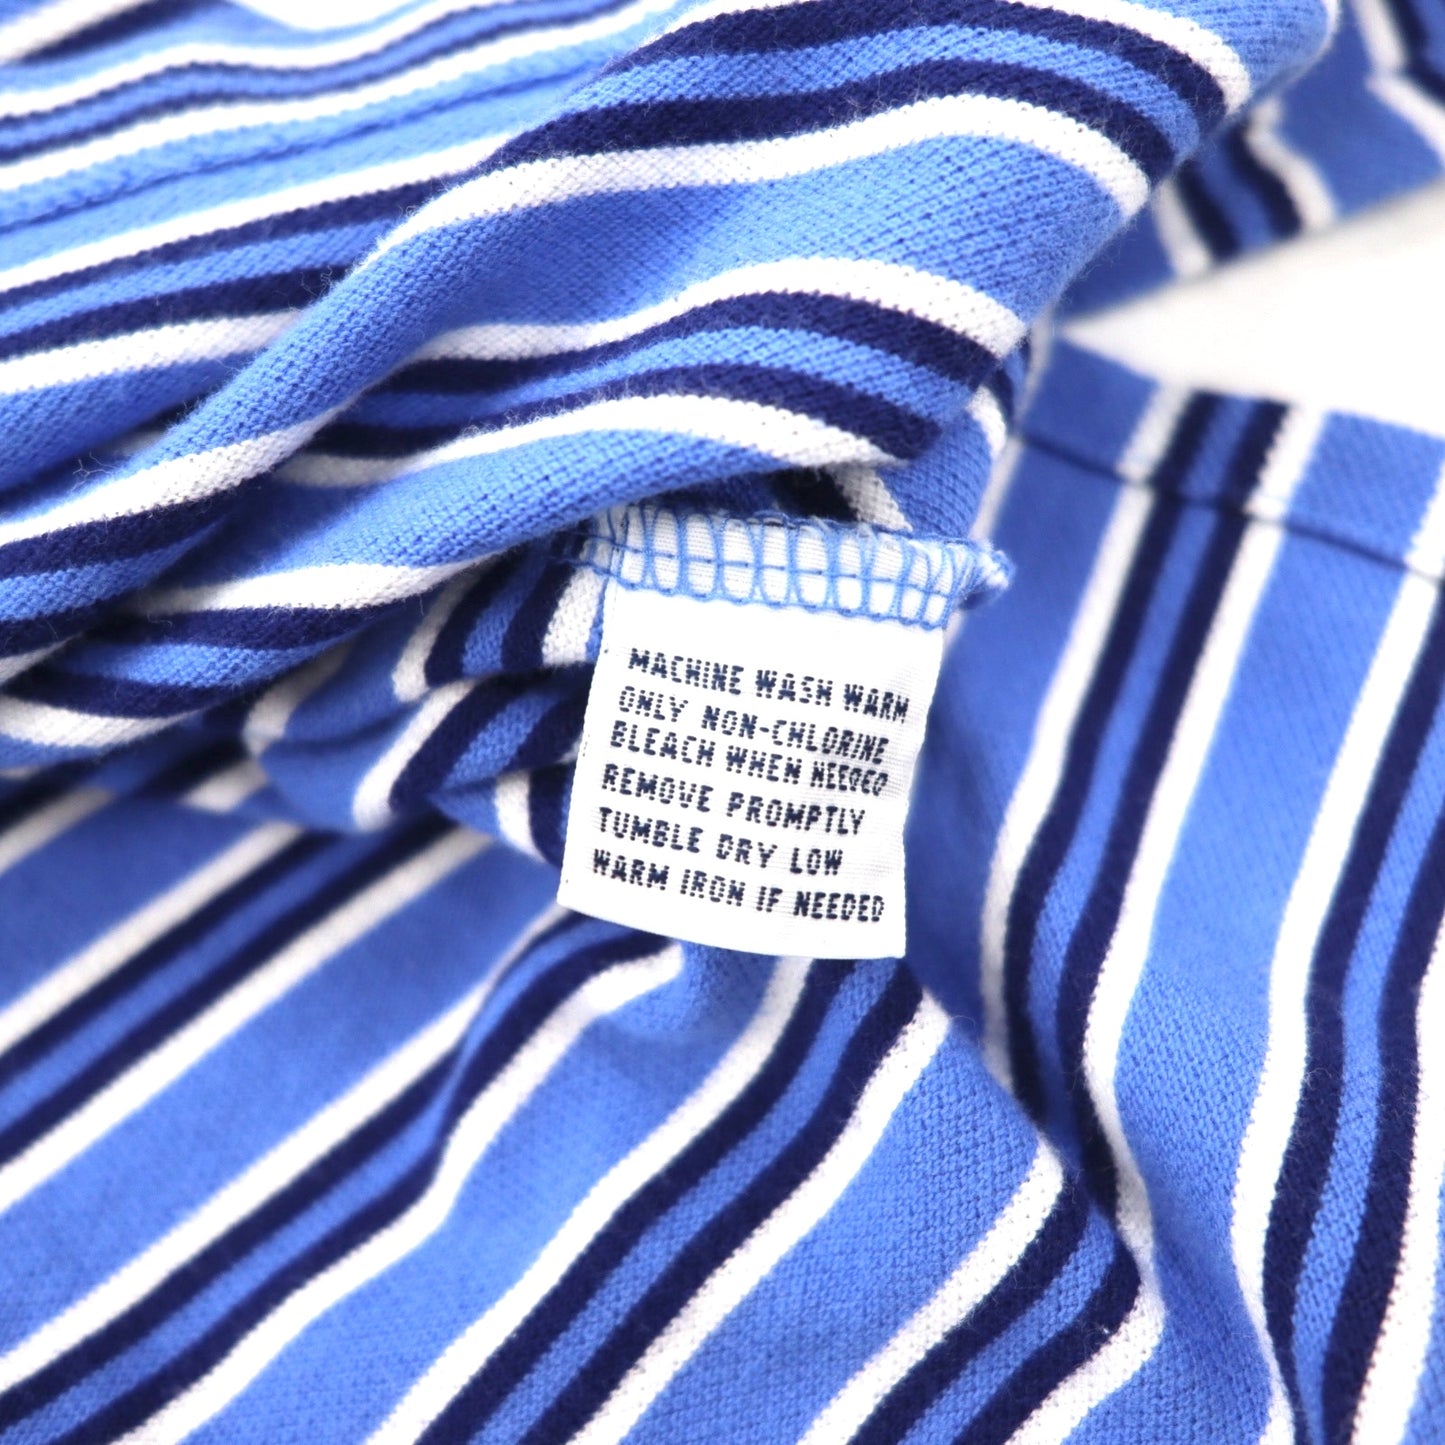 MACHINE WASH WARM
ONLY NON-CHLORINE
BLEACH WHEN NEEDED
REMOVE PROMPTLY
TUMBLE DRY LOW
WARM IRON IF NEEDED